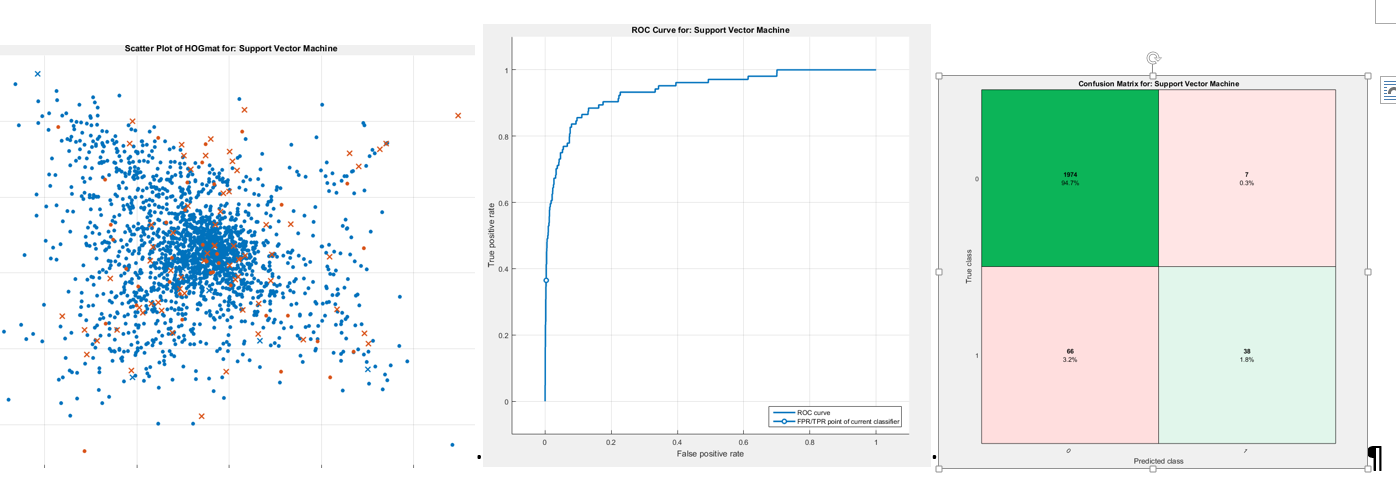 Scatter Plot of HOGmat for: Support Vector Machine
ROC Curve for: Support Vector Machine
1
0.8
0.6
0.4
0.2
0
0
0.2
0.4
0.6
0.8
1
True positive rate
False positive rate
ROC curve
FPR/TPR point of current classifier
Confusion Matrix for: Support Vector Machine
0
1974
94.7%
7
0.3%
True class
1
66
3.2%
38
1.8%
0
1
Predicted class
¶